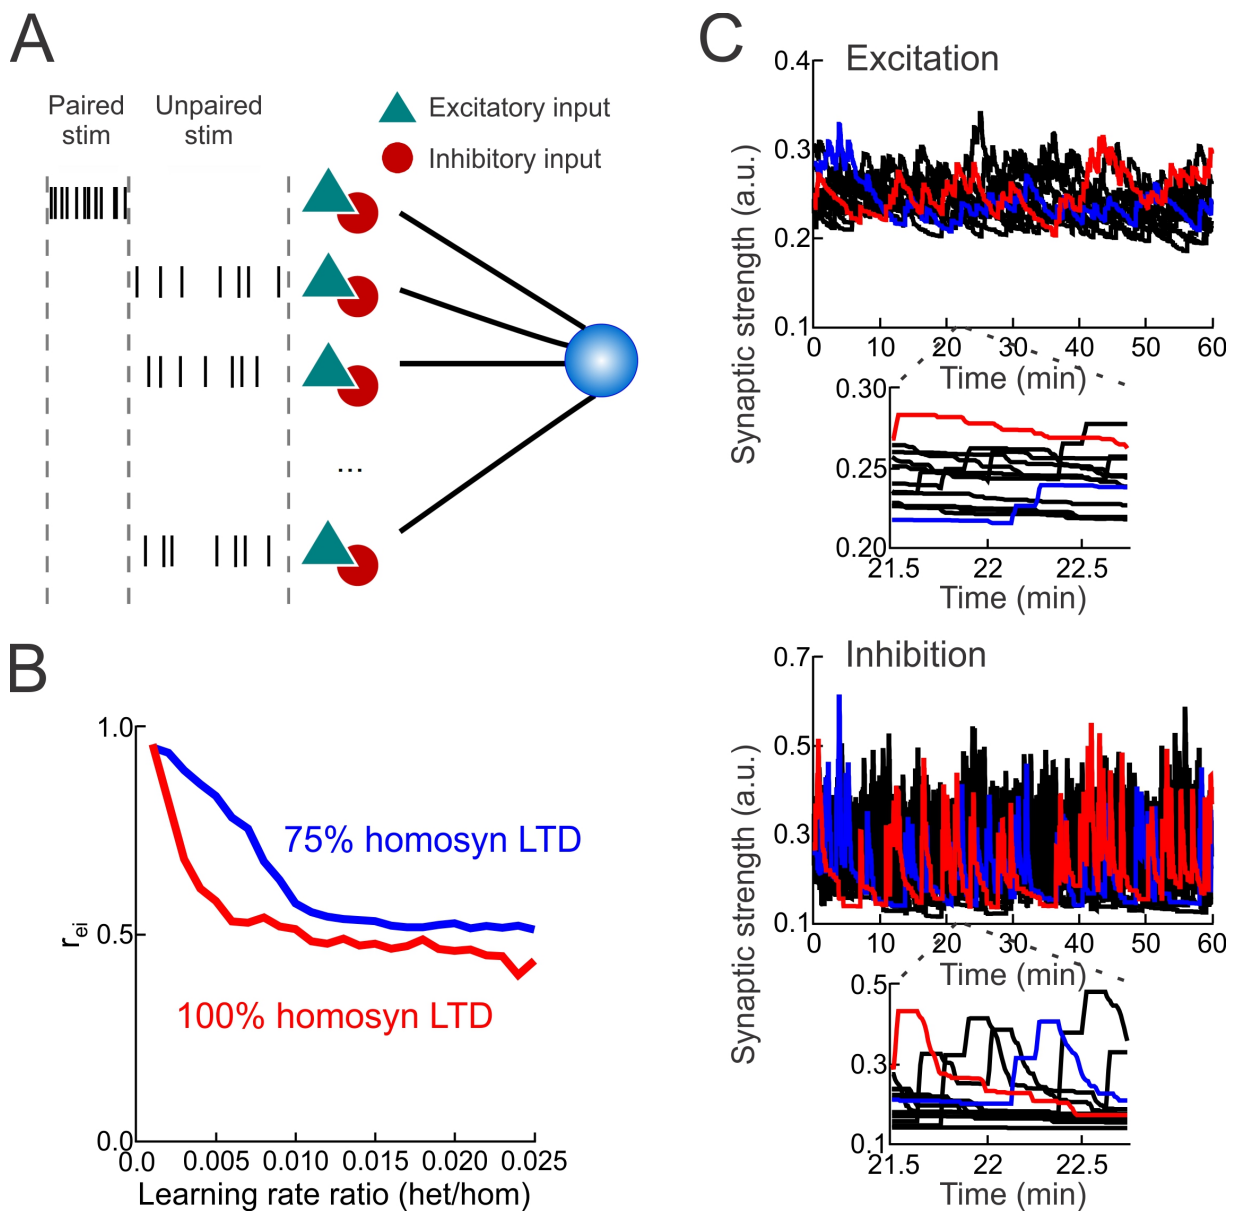 A
Paired
stim
Unpaired
stim
Excitatory input
Inhibitory input
...
B
1.0
0.5
0.0
r_ei
75% homosyn LTD
100% homosyn LTD
0.0 0.005 0.010 0.015 0.020 0.025
Learning rate ratio (het/hom)
C
Excitation
Synaptic strength (a.u.)
0.4
0.3
0.2
0.1
0 10 20 30 40 50 60
Time (min)
0.30
0.25
0.20
21.5 22 22.5
Time (min)
Inhibition
Synaptic strength (a.u.)
0.7
0.5
0.3
0.1
0 10 20 30 40 50 60
Time (min)
0.5
0.3
0.1
21.5 22 22.5
Time (min)